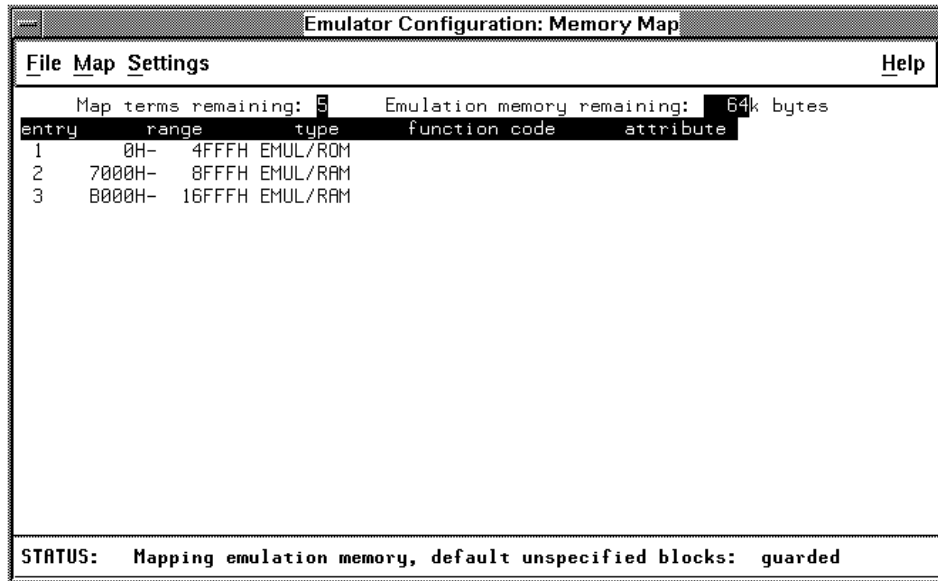 Emulator Configuration: Memory Map
File Map Settings Help
Map terms remaining: 5 Emulation memory remaining: 64k bytes
entry range type function code attribute
1 0H- 4FFFH EMUL/ROM
2 7000H- 8FFFH EMUL/RAM
3 B000H- 16FFFH EMUL/RAM
STATUS: Mapping emulation memory, default unspecified blocks: guarded